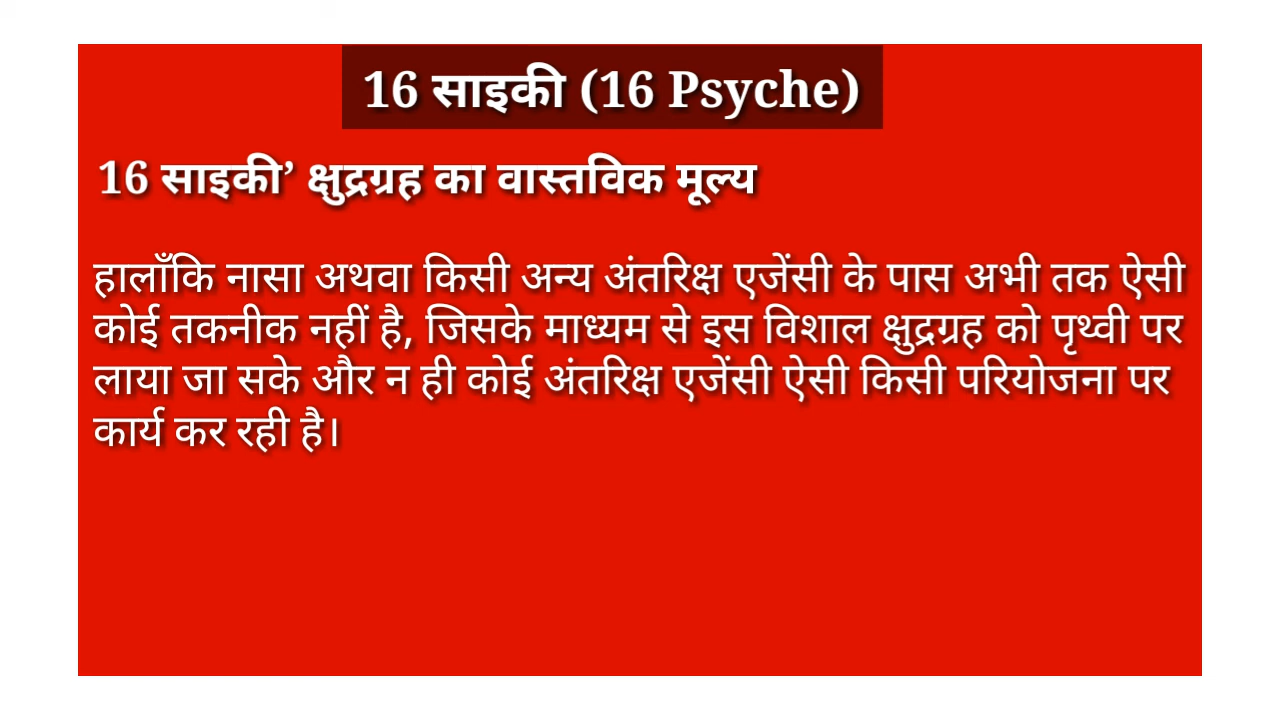 16 साइकी (16 Psyche)
16 साइकी’ क्षुद्रग्रह का वास्तविक मूल्य
हालाँकि नासा अथवा किसी अन्य अंतरिक्ष एजेंसी के पास अभी तक ऐसी
कोई तकनीक नहीं है, जिसके माध्यम से इस विशाल क्षुद्रग्रह को पृथ्वी पर
लाया जा सके और न ही कोई अंतरिक्ष एजेंसी ऐसी किसी परियोजना पर
कार्य कर रही है।